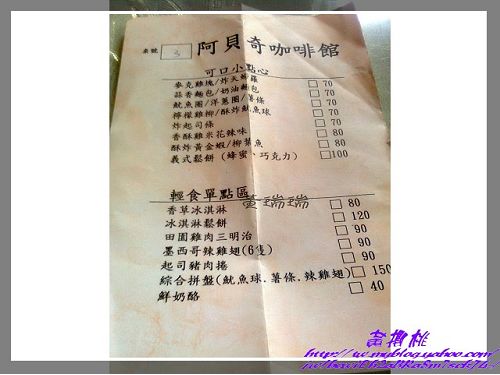 桌號 3 阿貝奇咖啡館
可口小點心
麥克雞塊/炸天婦羅 □ 70
蒜香麵包/奶油麵包 □ 70
魷魚圈/洋蔥圈/薯條 □ 70
檸檬雞柳/酥炸魷魚球 □ 70
炸起司條 □ 70
香酥雞米花辣味 □ 80
酥炸黃金蝦/柳葉魚 □ 80
義式鬆餅 (蜂蜜、巧克力) □100
輕食單點區
董瑞瑞
香草冰淇淋 □ 80
冰淇淋鬆餅 □ 120
田園雞肉三明治 □ 90
墨西哥辣雞翅(6隻) □ 90
起司豬肉捲 □ 90
綜合拼盤(魷魚球.薯條.辣雞翅) □ 150
鮮奶酪 □ 40